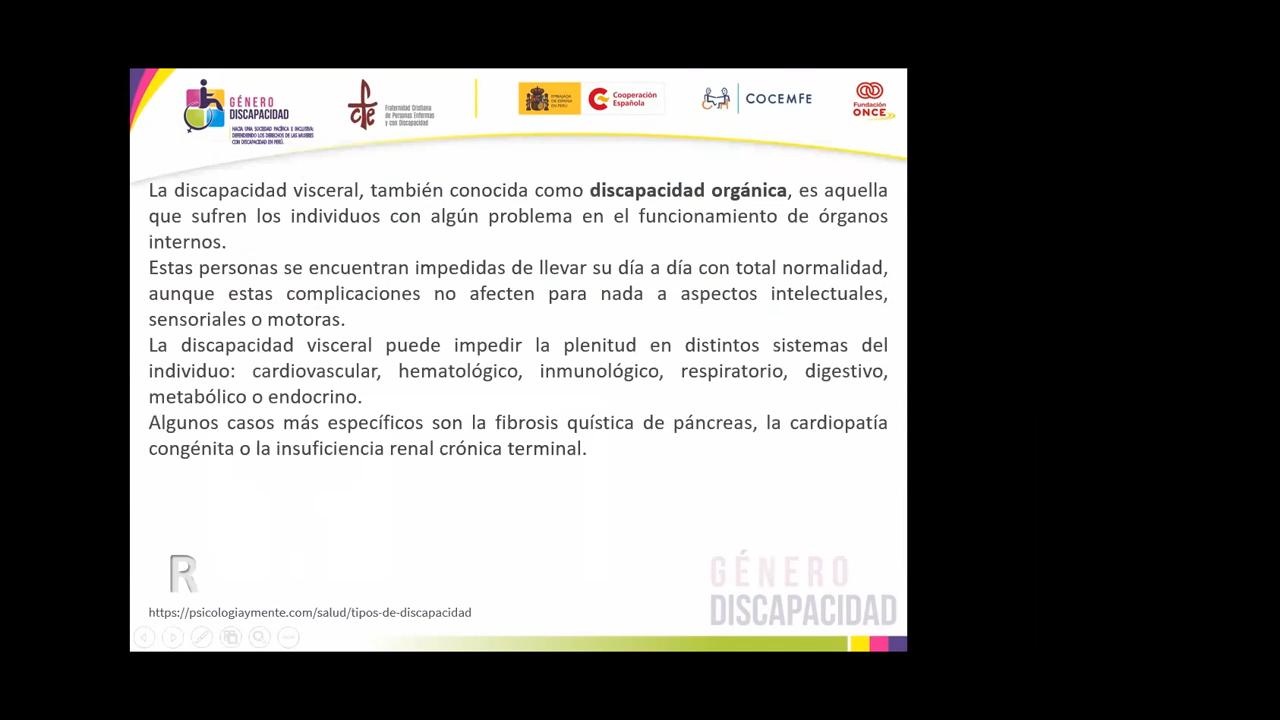 GÉNERO
DISCAPACIDAD
HACIA UNA SOCIEDAD PACÍFICA E INCLUSIVA:
DEFENDIENDO LOS DERECHOS DE LAS MUJERES
CON DISCAPACIDAD EN PERÚ.
Fraternidad Cristiana
de Personas Enfermas
y con Discapacidad
EMBAJADA
DE ESPAÑA
EN PERÚ
Cooperación
Española
COCEMFE
Fundación
ONCE
La discapacidad visceral, también conocida como discapacidad orgánica, es aquella
que sufren los individuos con algún problema en el funcionamiento de órganos
internos.
Estas personas se encuentran impedidas de llevar su día a día con total normalidad,
aunque estas complicaciones no afecten para nada a aspectos intelectuales,
sensoriales o motoras.
La discapacidad visceral puede impedir la plenitud en distintos sistemas del
individuo: cardiovascular, hematológico, inmunológico, respiratorio, digestivo,
metabólico o endocrino.
Algunos casos más específicos son la fibrosis quística de páncreas, la cardiopatía
congénita o la insuficiencia renal crónica terminal.
R
GÉNERO
DISCAPACIDAD
https://psicologiaymente.com/salud/tipos-de-discapacidad